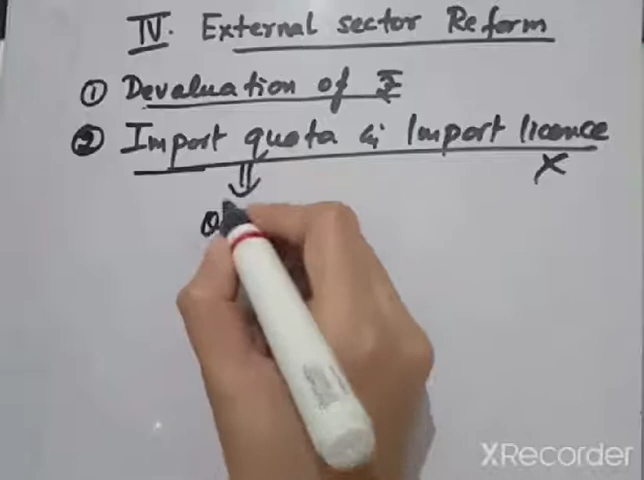 IV. External sector Reform
① Devaluation of ₹
② Import quota & Import licence
X
XRecorder